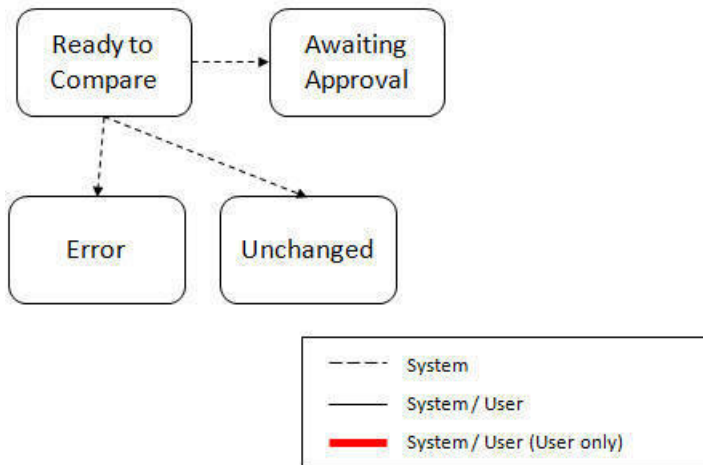 Ready to
Compare
Awaiting
Approval
Error
Unchanged
System
System / User
System / User (User only)